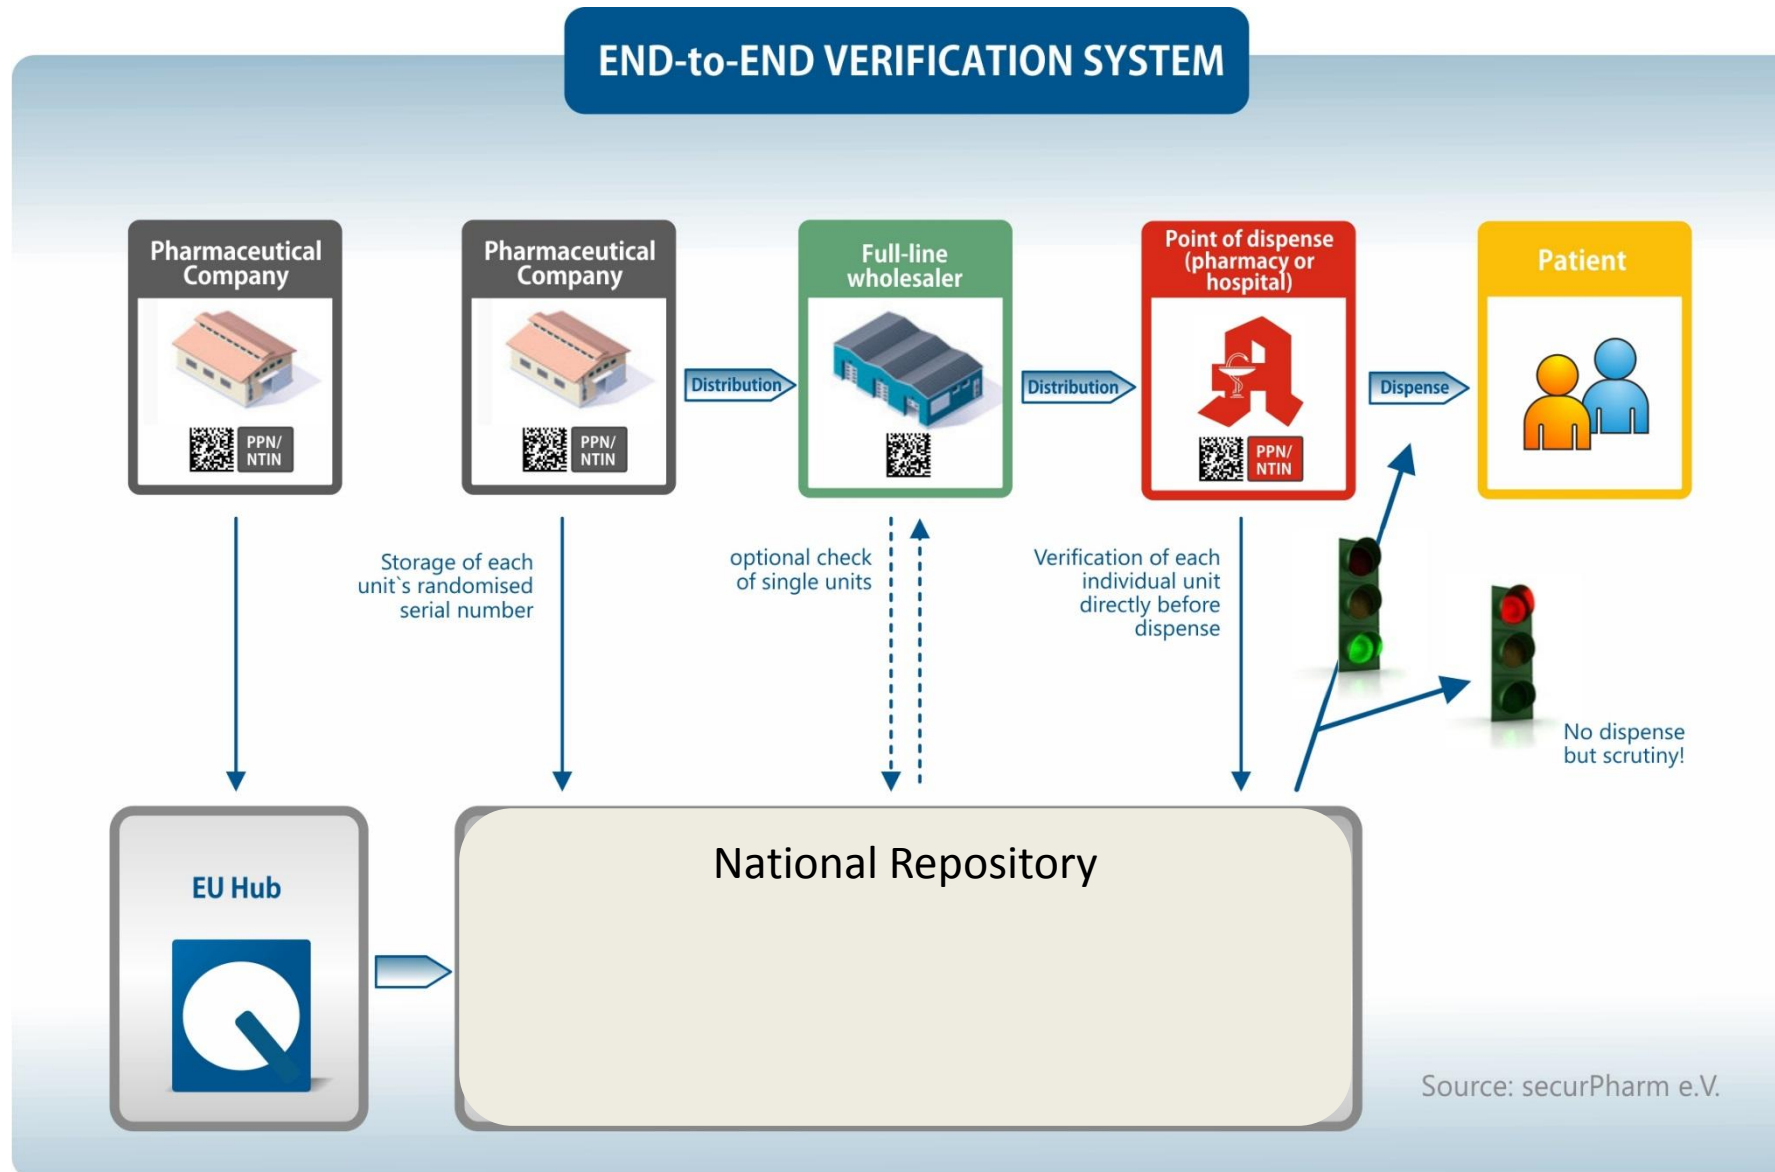 END-to-END VERIFICATION SYSTEM
Pharmaceutical
Company
PPN/
NTIN
Pharmaceutical
Company
PPN/
NTIN
Distribution
Full-line
wholesaler
Distribution
Point of dispense
(pharmacy or
hospital)
PPN/
NTIN
Dispense
Patient
Storage of each
unit`s randomised
serial number
optional check
of single units
Verification of each
individual unit
directly before
dispense
No dispense
but scrutiny!
EU Hub
National Repository
Source: securPharm e.V.